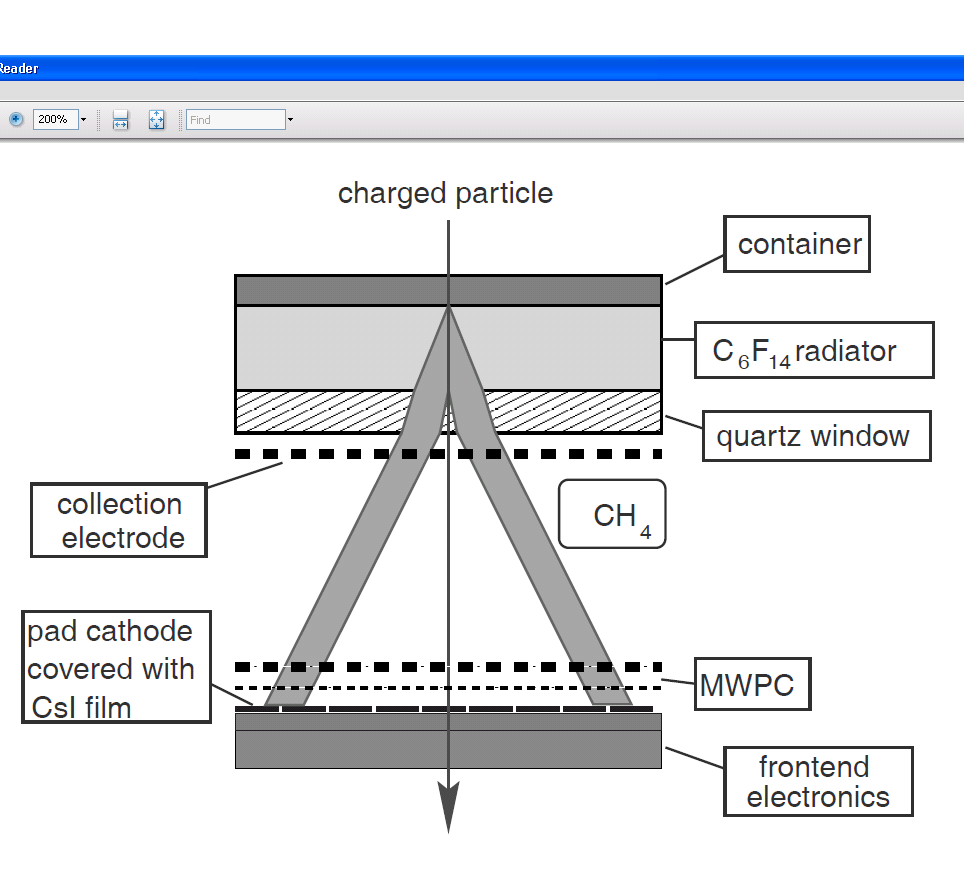 Reader
200%
Find
charged particle
container
C6F14 radiator
quartz window
collection
electrode
CH4
pad cathode
covered with
CsI film
MWPC
frontend
electronics